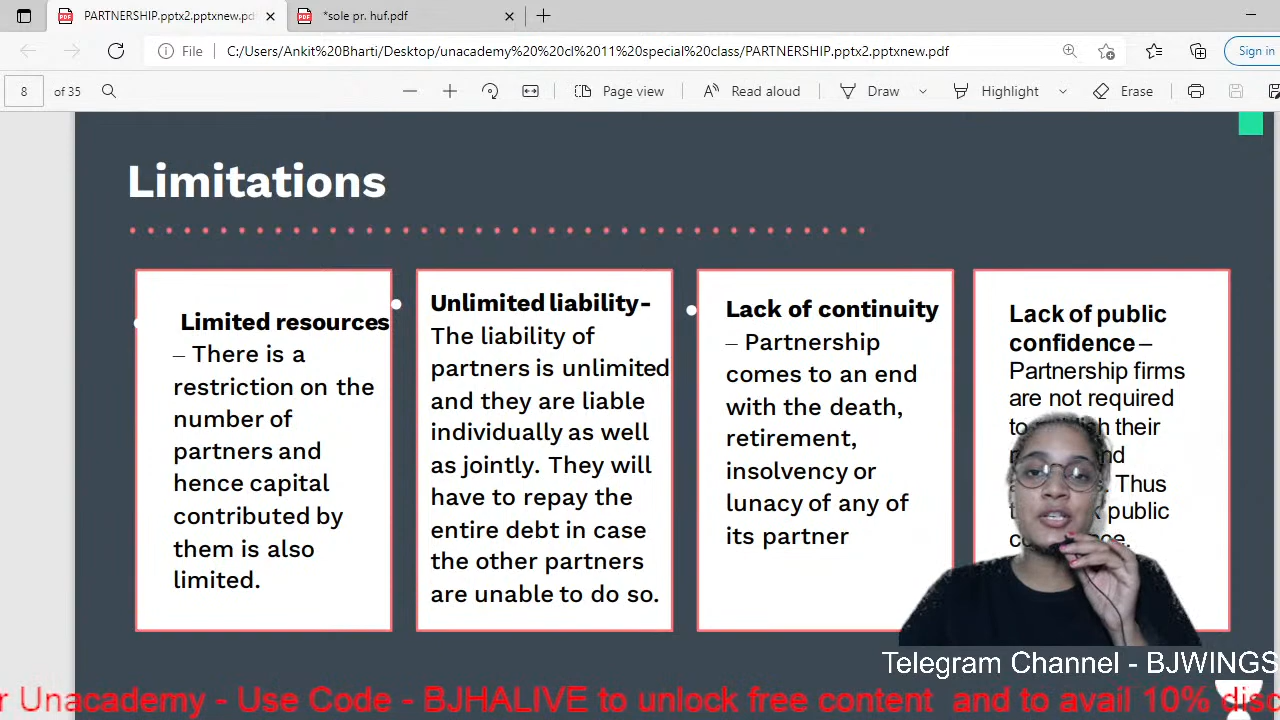 PARTNERSHIP.pptx2.pptxnew.pdf
*sole pr. huf.pdf
File
C:/Users/Ankit%20Bharti/Desktop/unacademy%20%20cl%2011%20special%20class/PARTNERSHIP.pptx2.pptxnew.pdf
Sign in
8
of 35
Page view
Read aloud
Draw
Highlight
Erase
Limitations
Limited resources
– There is a
restriction on the
number of
partners and
hence capital
contributed by
them is also
limited.
Unlimited liability-
The liability of
partners is unlimited
and they are liable
individually as well
as jointly. They will
have to repay the
entire debt in case
the other partners
are unable to do so.
Lack of continuity
– Partnership
comes to an end
with the death,
retirement,
insolvency or
lunacy of any of
its partner
Lack of public
confidence –
Partnership firms
are not required
their
Thus
public
Telegram Channel - BJWINGS
r Unacademy - Use Code - BJHALIVE to unlock free content and to avail 10% disc